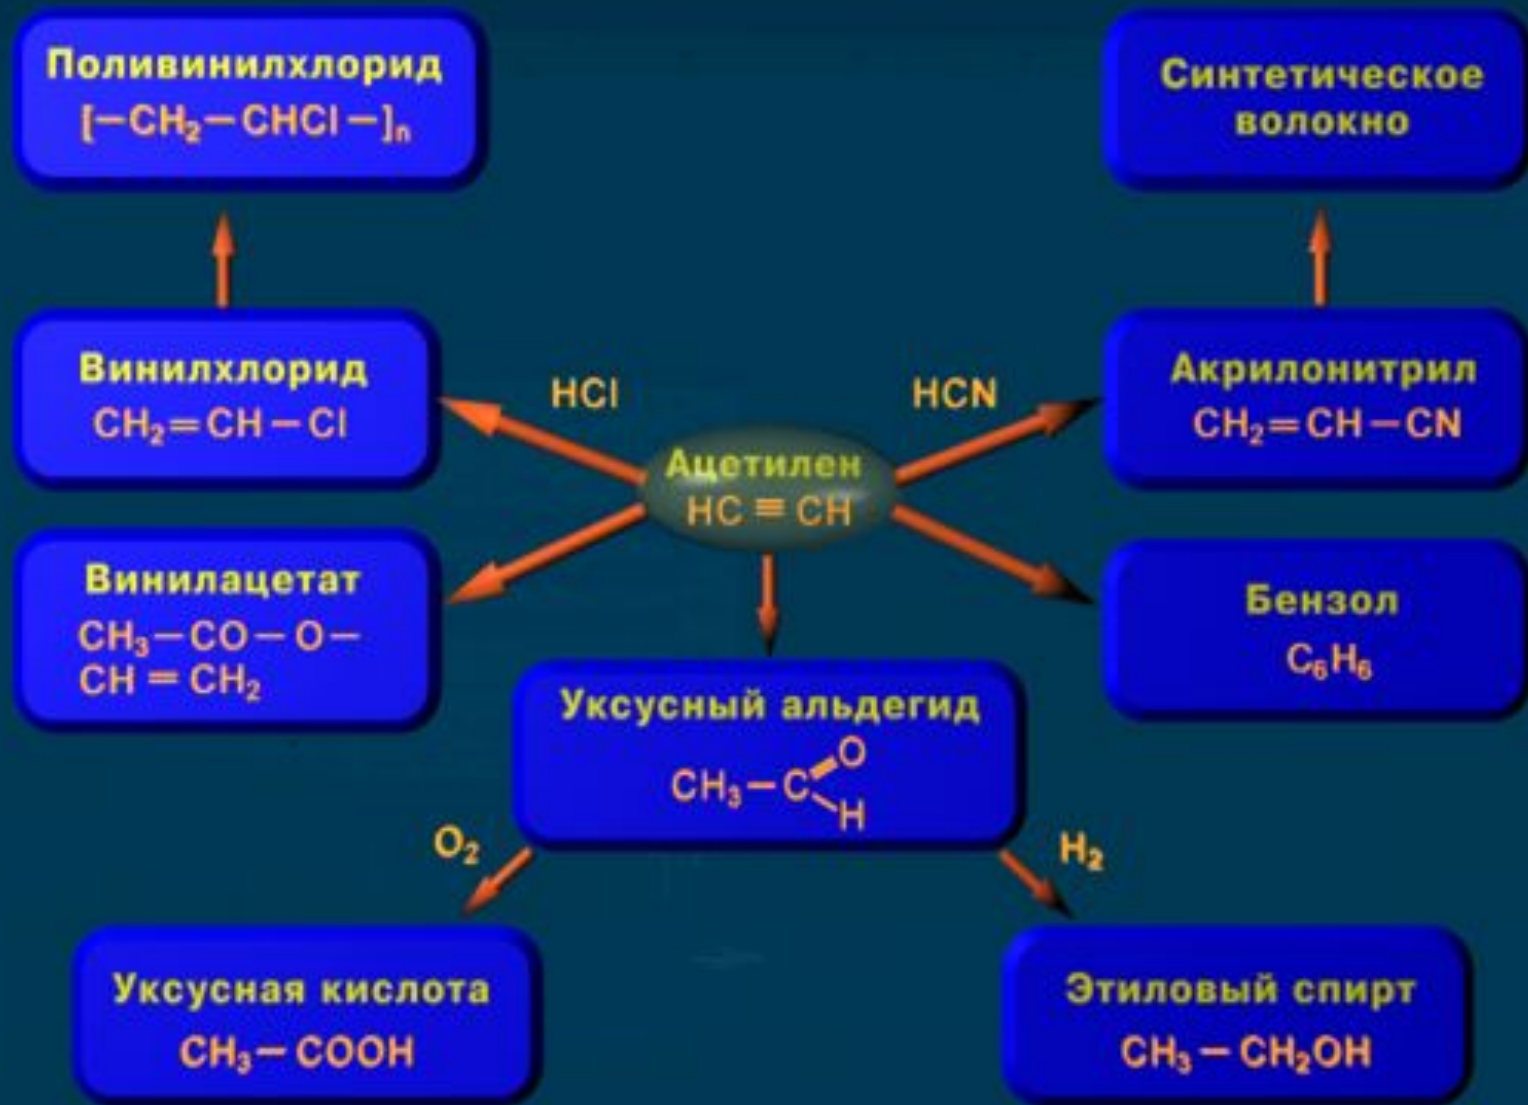 Поливинилхлорид
[—CH₂—CHCl—]ₙ
Синтетическое
волокно
Винилхлорид
CH₂=CH—Cl
HCl
HCN
Акрилонитрил
CH₂=CH—CN
Ацетилен
HC≡CH
Винилацетат
CH₃—CO—O—
CH=CH₂
Бензол
C₆H₆
Уксусный альдегид
O
CH₃—C
H
O₂
H₂
Уксусная кислота
CH₃—COOH
Этиловый спирт
CH₃—CH₂OH